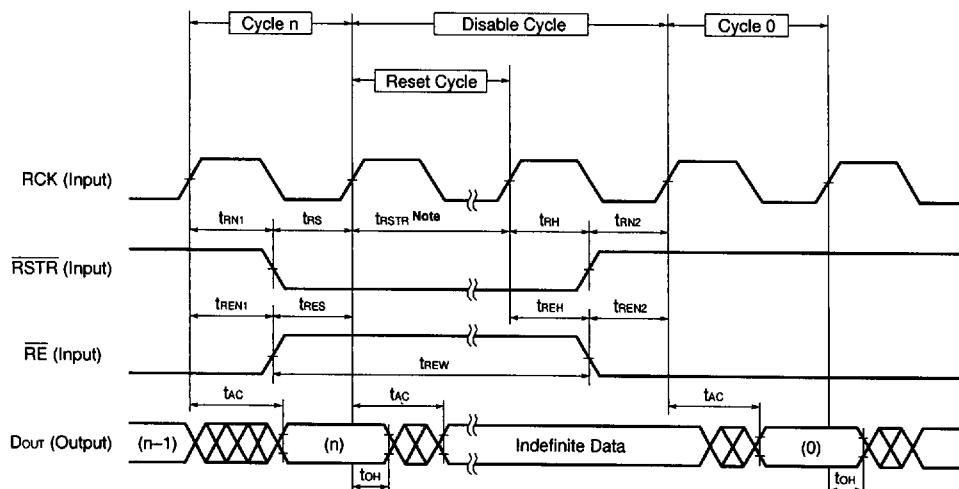 Cycle n Disable Cycle Cycle 0
Reset Cycle
RCK (Input)
tRN1 tRS tRSTR Note tRH tRN2
RSTR (Input)
tREN1 tRES tREH tREN2
RE (Input)
tREW
tAC tAC tAC
DOUT (Output) (n–1) (n) Indefinite Data (0)
tOH tOH